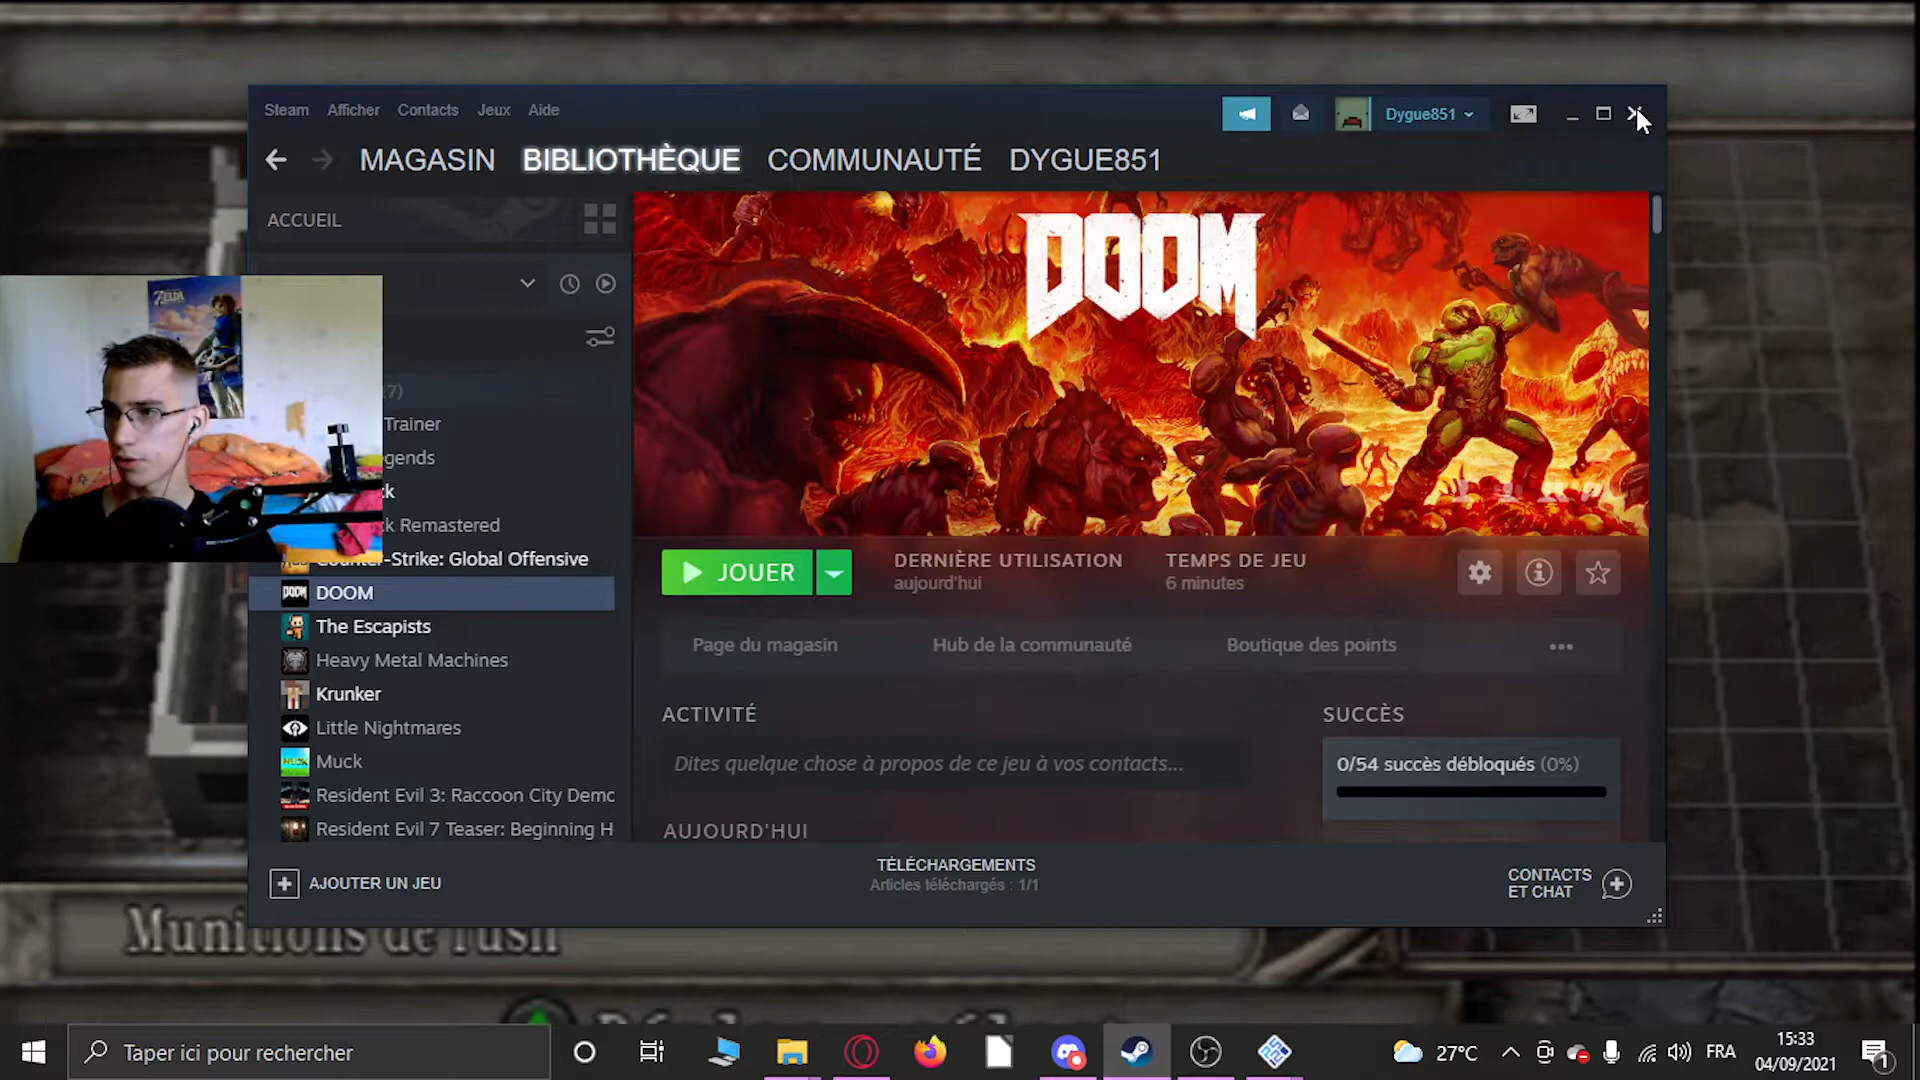 Steam Afficher Contacts Jeux Aide
Dygue851
MAGASIN BIBLIOTHÈQUE COMMUNAUTÉ DYGUE851
ACCUEIL
DOOM
ZELDA
Trainer
gends
k Remastered
-Strike: Global Offensive
DOOM
The Escapists
Heavy Metal Machines
Krunker
Little Nightmares
Muck
Resident Evil 3: Raccoon City Demo
Resident Evil 7 Teaser: Beginning H
JOUER
DERNIÈRE UTILISATION
aujourd'hui
TEMPS DE JEU
6 minutes
Page du magasin Hub de la communauté Boutique des points
ACTIVITÉ
SUCCÈS
Dites quelque chose à propos de ce jeu à vos contacts...
0/54 succès débloqués (0%)
AUJOURD'HUI
AJOUTER UN JEU
TÉLÉCHARGEMENTS
Articles téléchargés : 1/1
CONTACTS
ET CHAT
Munitions de fusil
Taper ici pour rechercher
27°C
FRA
15:33
04/09/2021
1